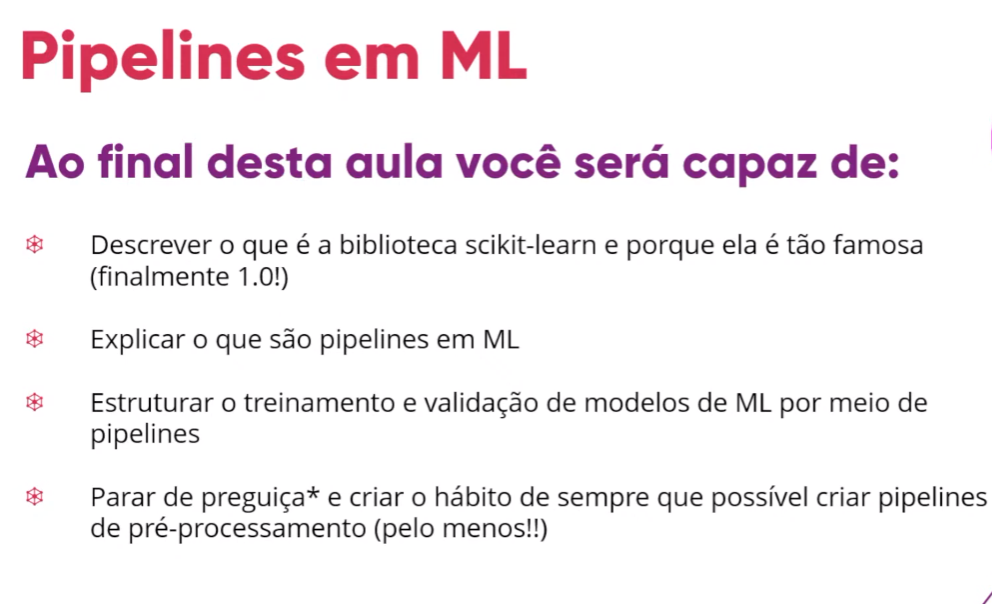 Pipelines em ML
Ao final desta aula você será capaz de:
Descrever o que é a biblioteca scikit-learn e porque ela é tão famosa
(finalmente 1.0!)
Explicar o que são pipelines em ML
Estruturar o treinamento e validação de modelos de ML por meio de
pipelines
Parar de preguiça* e criar o hábito de sempre que possível criar pipelines
de pré-processamento (pelo menos!!)